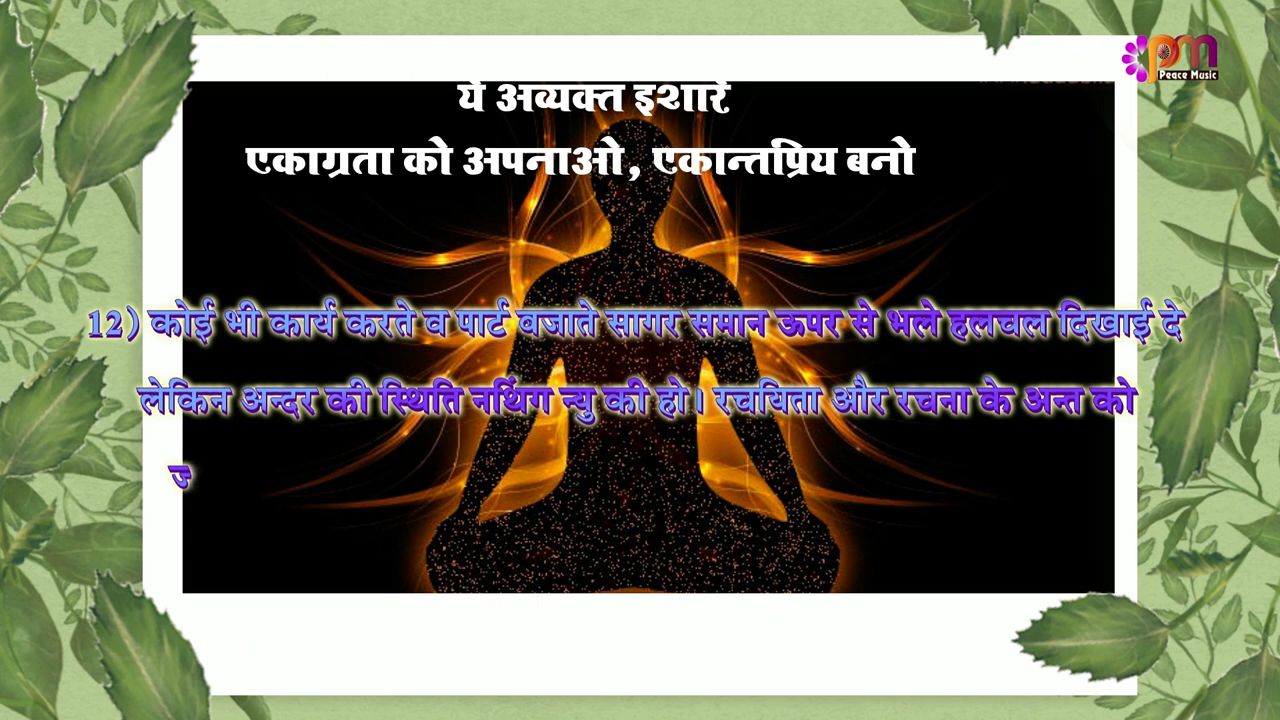 pm
Peace Music
ये अव्यक्त इशारे
एकाग्रता को अपनाओ, एकान्तप्रिय बनो
12) कोई भी कार्य करते व पार्ट बजाते सागर समान ऊपर से भले हलचल दिखाई दे
लेकिन अन्दर की स्थिति नथिंग न्यु की हो। रचयिता और रचना के अन्त को